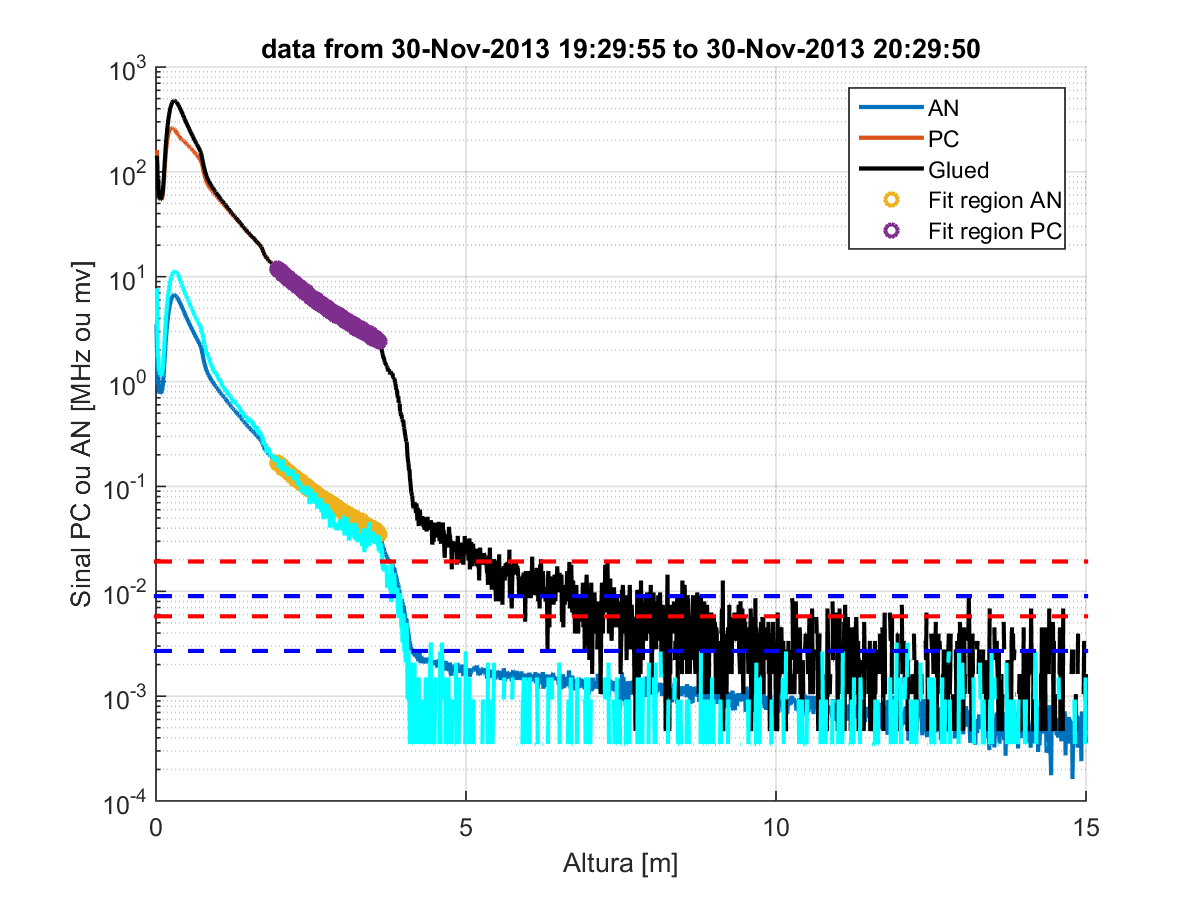 data from 30-Nov-2013 19:29:55 to 30-Nov-2013 20:29:50
10^3
10^2
10^1
10^0
10^-1
10^-2
10^-3
10^-4
Sinal PC ou AN [MHz ou mv]
AN
PC
Glued
Fit region AN
Fit region PC
0 5 10 15
Altura [m]